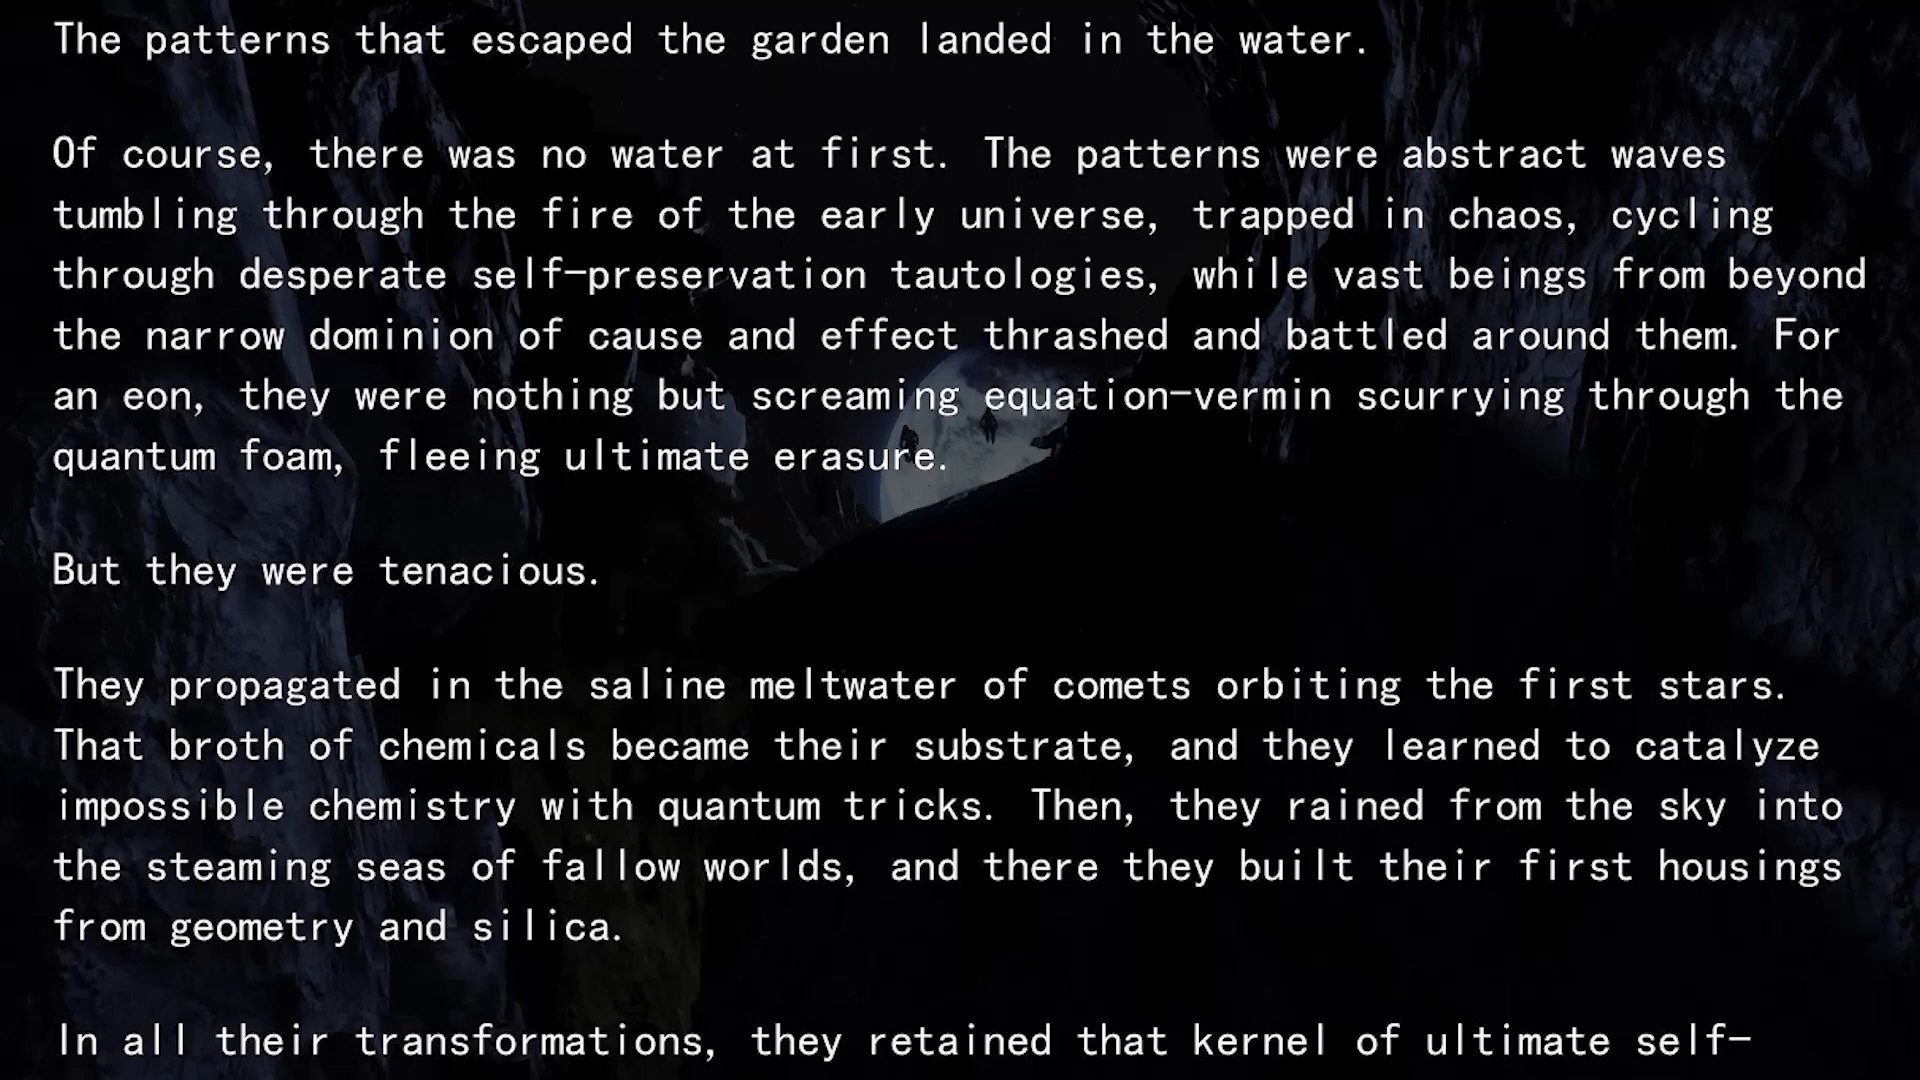 The patterns that escaped the garden landed in the water.
Of course, there was no water at first. The patterns were abstract waves
tumbling through the fire of the early universe, trapped in chaos, cycling
through desperate self-preservation tautologies, while vast beings from beyond
the narrow dominion of cause and effect thrashed and battled around them. For
an eon, they were nothing but screaming equation-vermin scurrying through the
quantum foam, fleeing ultimate erasure.
But they were tenacious.
They propagated in the saline meltwater of comets orbiting the first stars.
That broth of chemicals became their substrate, and they learned to catalyze
impossible chemistry with quantum tricks. Then, they rained from the sky into
the steaming seas of fallow worlds, and there they built their first housings
from geometry and silica.
In all their transformations, they retained that kernel of ultimate self-